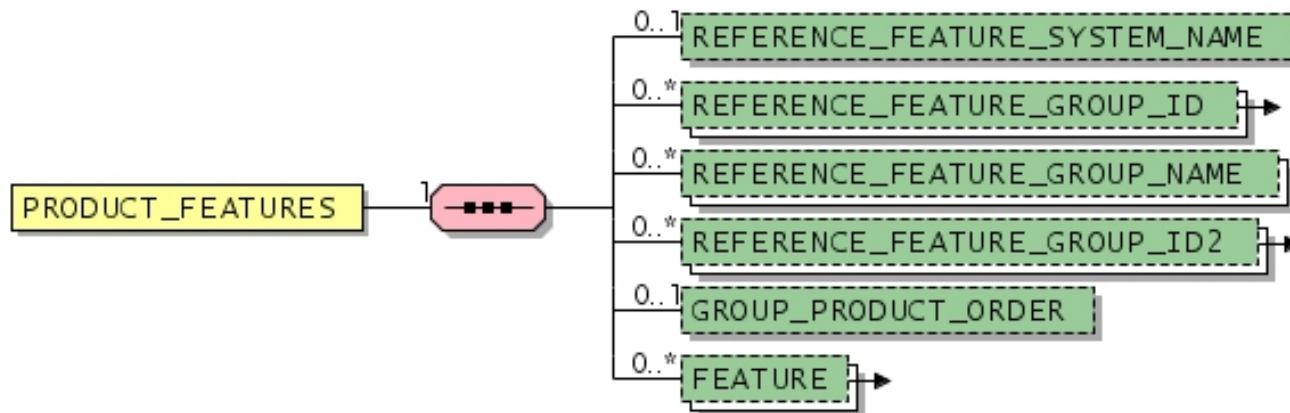 0..1 REFERENCE_FEATURE_SYSTEM_NAME
0..* REFERENCE_FEATURE_GROUP_ID
0..* REFERENCE_FEATURE_GROUP_NAME
PRODUCT_FEATURES 1
0..* REFERENCE_FEATURE_GROUP_ID2
0..1 GROUP_PRODUCT_ORDER
0..* FEATURE